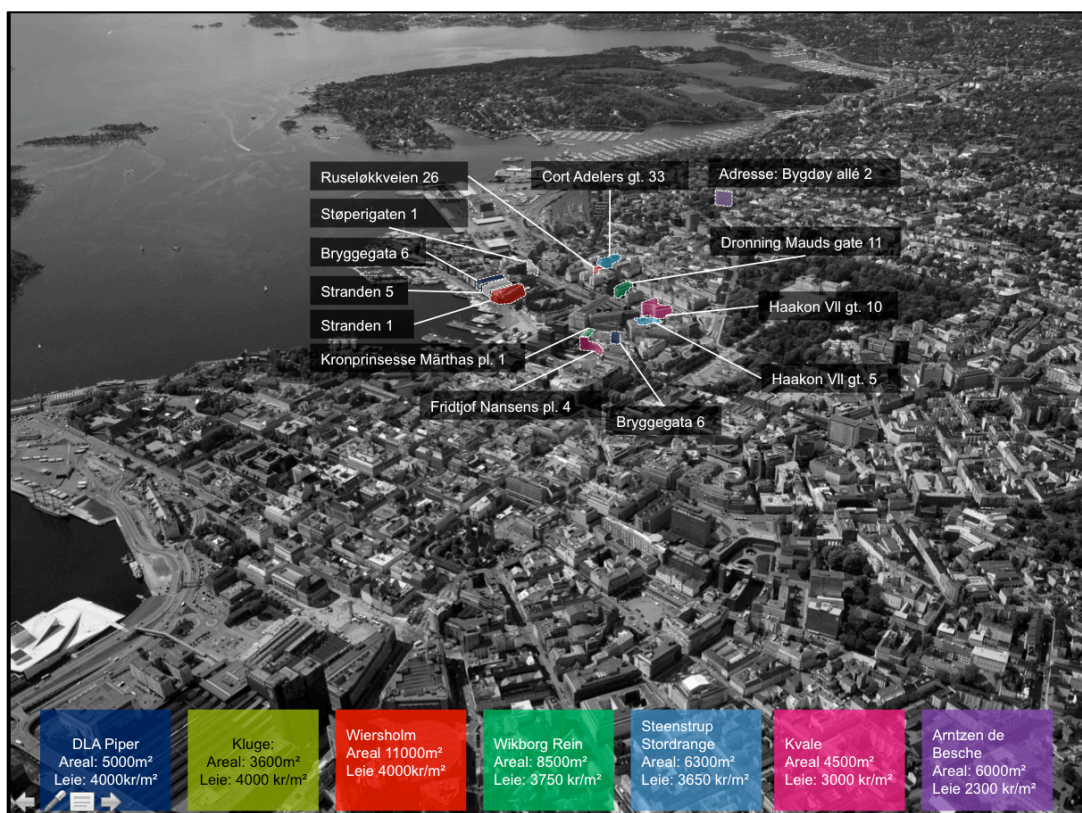 Ruseløkkveien 26
Cort Adelers gt. 33
Adresse: Bygdøy allé 2
Støperigaten 1
Dronning Mauds gate 11
Bryggegata 6
Stranden 5
Haakon Vll gt. 10
Stranden 1
Kronprinsesse Märthas pl. 1
Haakon Vll gt. 5
Fridtjof Nansens pl. 4
Bryggegata 6
DLA Piper
Areal: 5000m²
Leie: 4000kr/m²
Kluge:
Areal: 3600m²
Leie: 4000 kr/m²
Wiersholm
Areal 11000m²
Leie 4000kr/m²
Wikborg Rein
Areal: 8500m²
Leie: 3750 kr/m²
Steenstrup
Stordrange
Areal: 6300m²
Leie: 3650 kr/m²
Kvale
Areal 4500m²
Leie: 3000 kr/m²
Arntzen de
Besche
Areal: 6000m²
Leie 2300 kr/m²